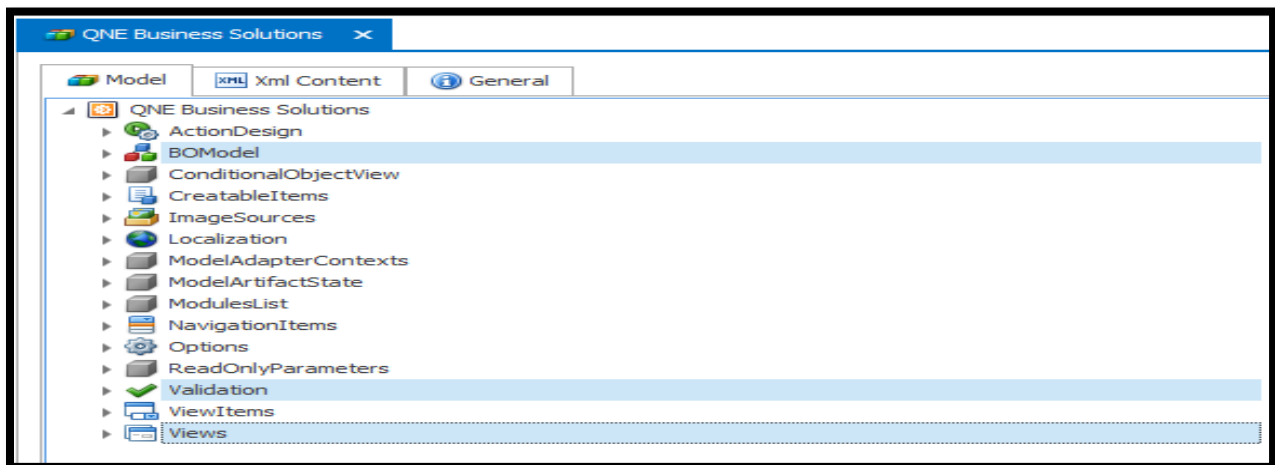 QNE Business Solutions
Model XML Xml Content General
QNE Business Solutions
ActionDesign
BOModel
ConditionalObjectView
CreatableItems
ImageSources
Localization
ModelAdapterContexts
ModelArtifactState
ModulesList
NavigationItems
Options
ReadOnlyParameters
Validation
ViewItems
Views